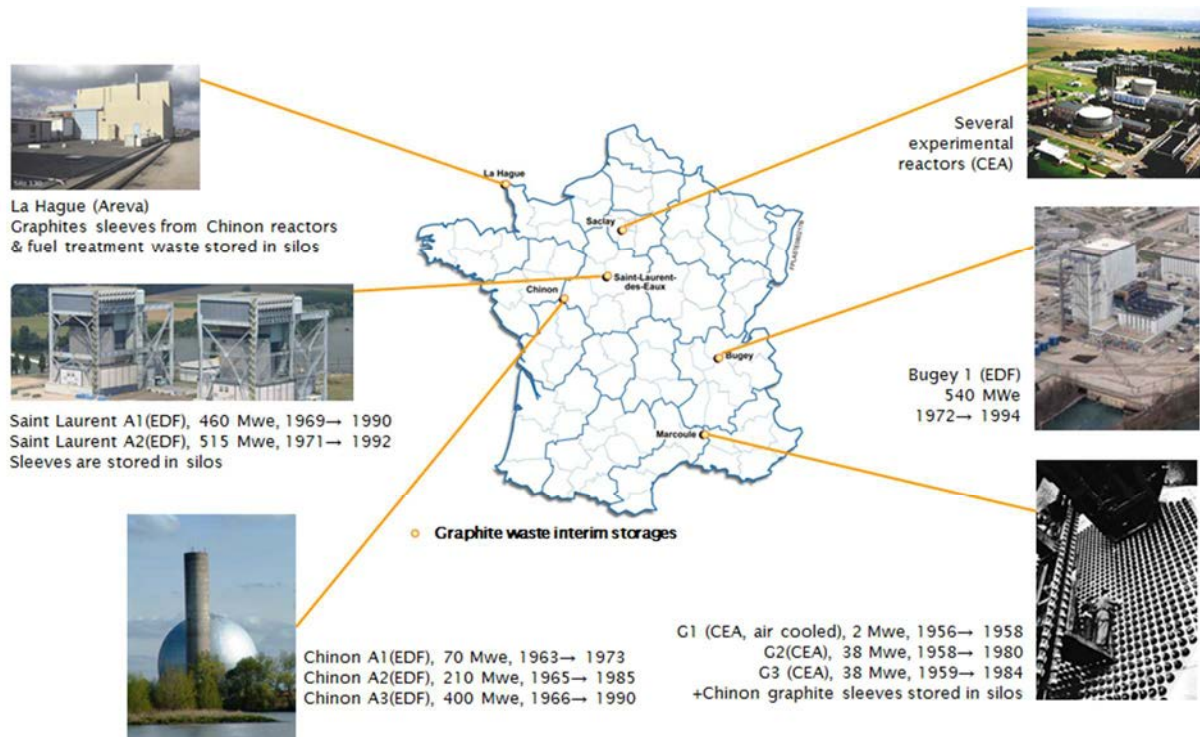 La Hague (Areva)
Graphites sleeves from Chinon reactors
& fuel treatment waste stored in silos
Saint Laurent A1(EDF), 460 Mwe, 1969→ 1990
Saint Laurent A2(EDF), 515 Mwe, 1971→ 1992
Sleeves are stored in silos
Chinon A1(EDF), 70 Mwe, 1963→ 1973
Chinon A2(EDF), 210 Mwe, 1965→ 1985
Chinon A3(EDF), 400 Mwe, 1966→ 1990
La Hague
Saclay
Saint-Laurent-
des-Eaux
Chinon
Bugey
Marcoule
Graphite waste interim storages
Several
experimental
reactors (CEA)
Bugey 1 (EDF)
540 MWe
1972→ 1994
G1 (CEA, air cooled), 2 Mwe, 1956→ 1958
G2(CEA), 38 Mwe, 1958→ 1980
G3 (CEA), 38 Mwe, 1959→ 1984
+Chinon graphite sleeves stored in silos